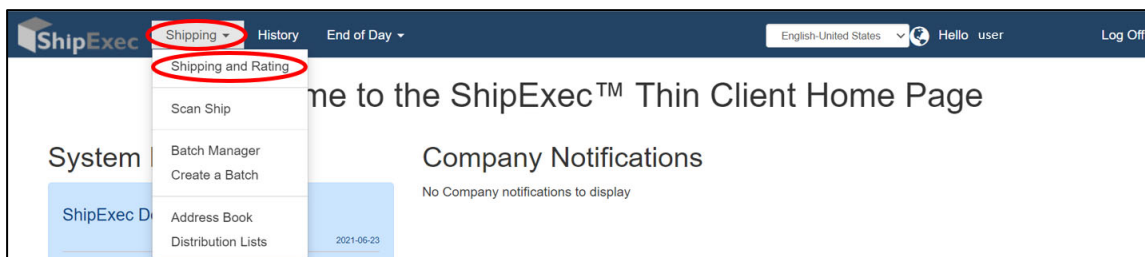 ShipExec Shipping History End of Day English-United States Hello user Log Off
Shipping and Rating
me to the ShipExec™ Thin Client Home Page
Scan Ship
System
Company Notifications
Batch Manager
Create a Batch
No Company notifications to display
ShipExec
Address Book
Distribution Lists
2021-06-23